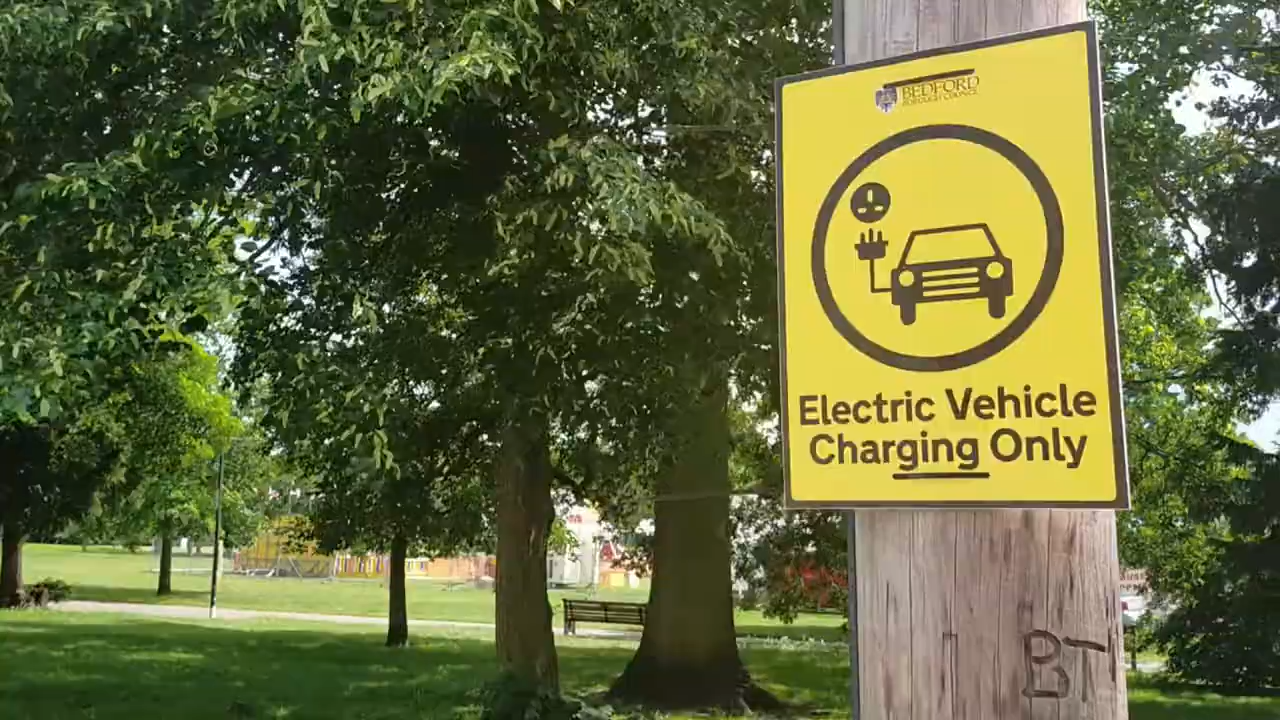 BEDFORD
BOROUGH COUNCIL
Electric Vehicle
Charging Only
BT